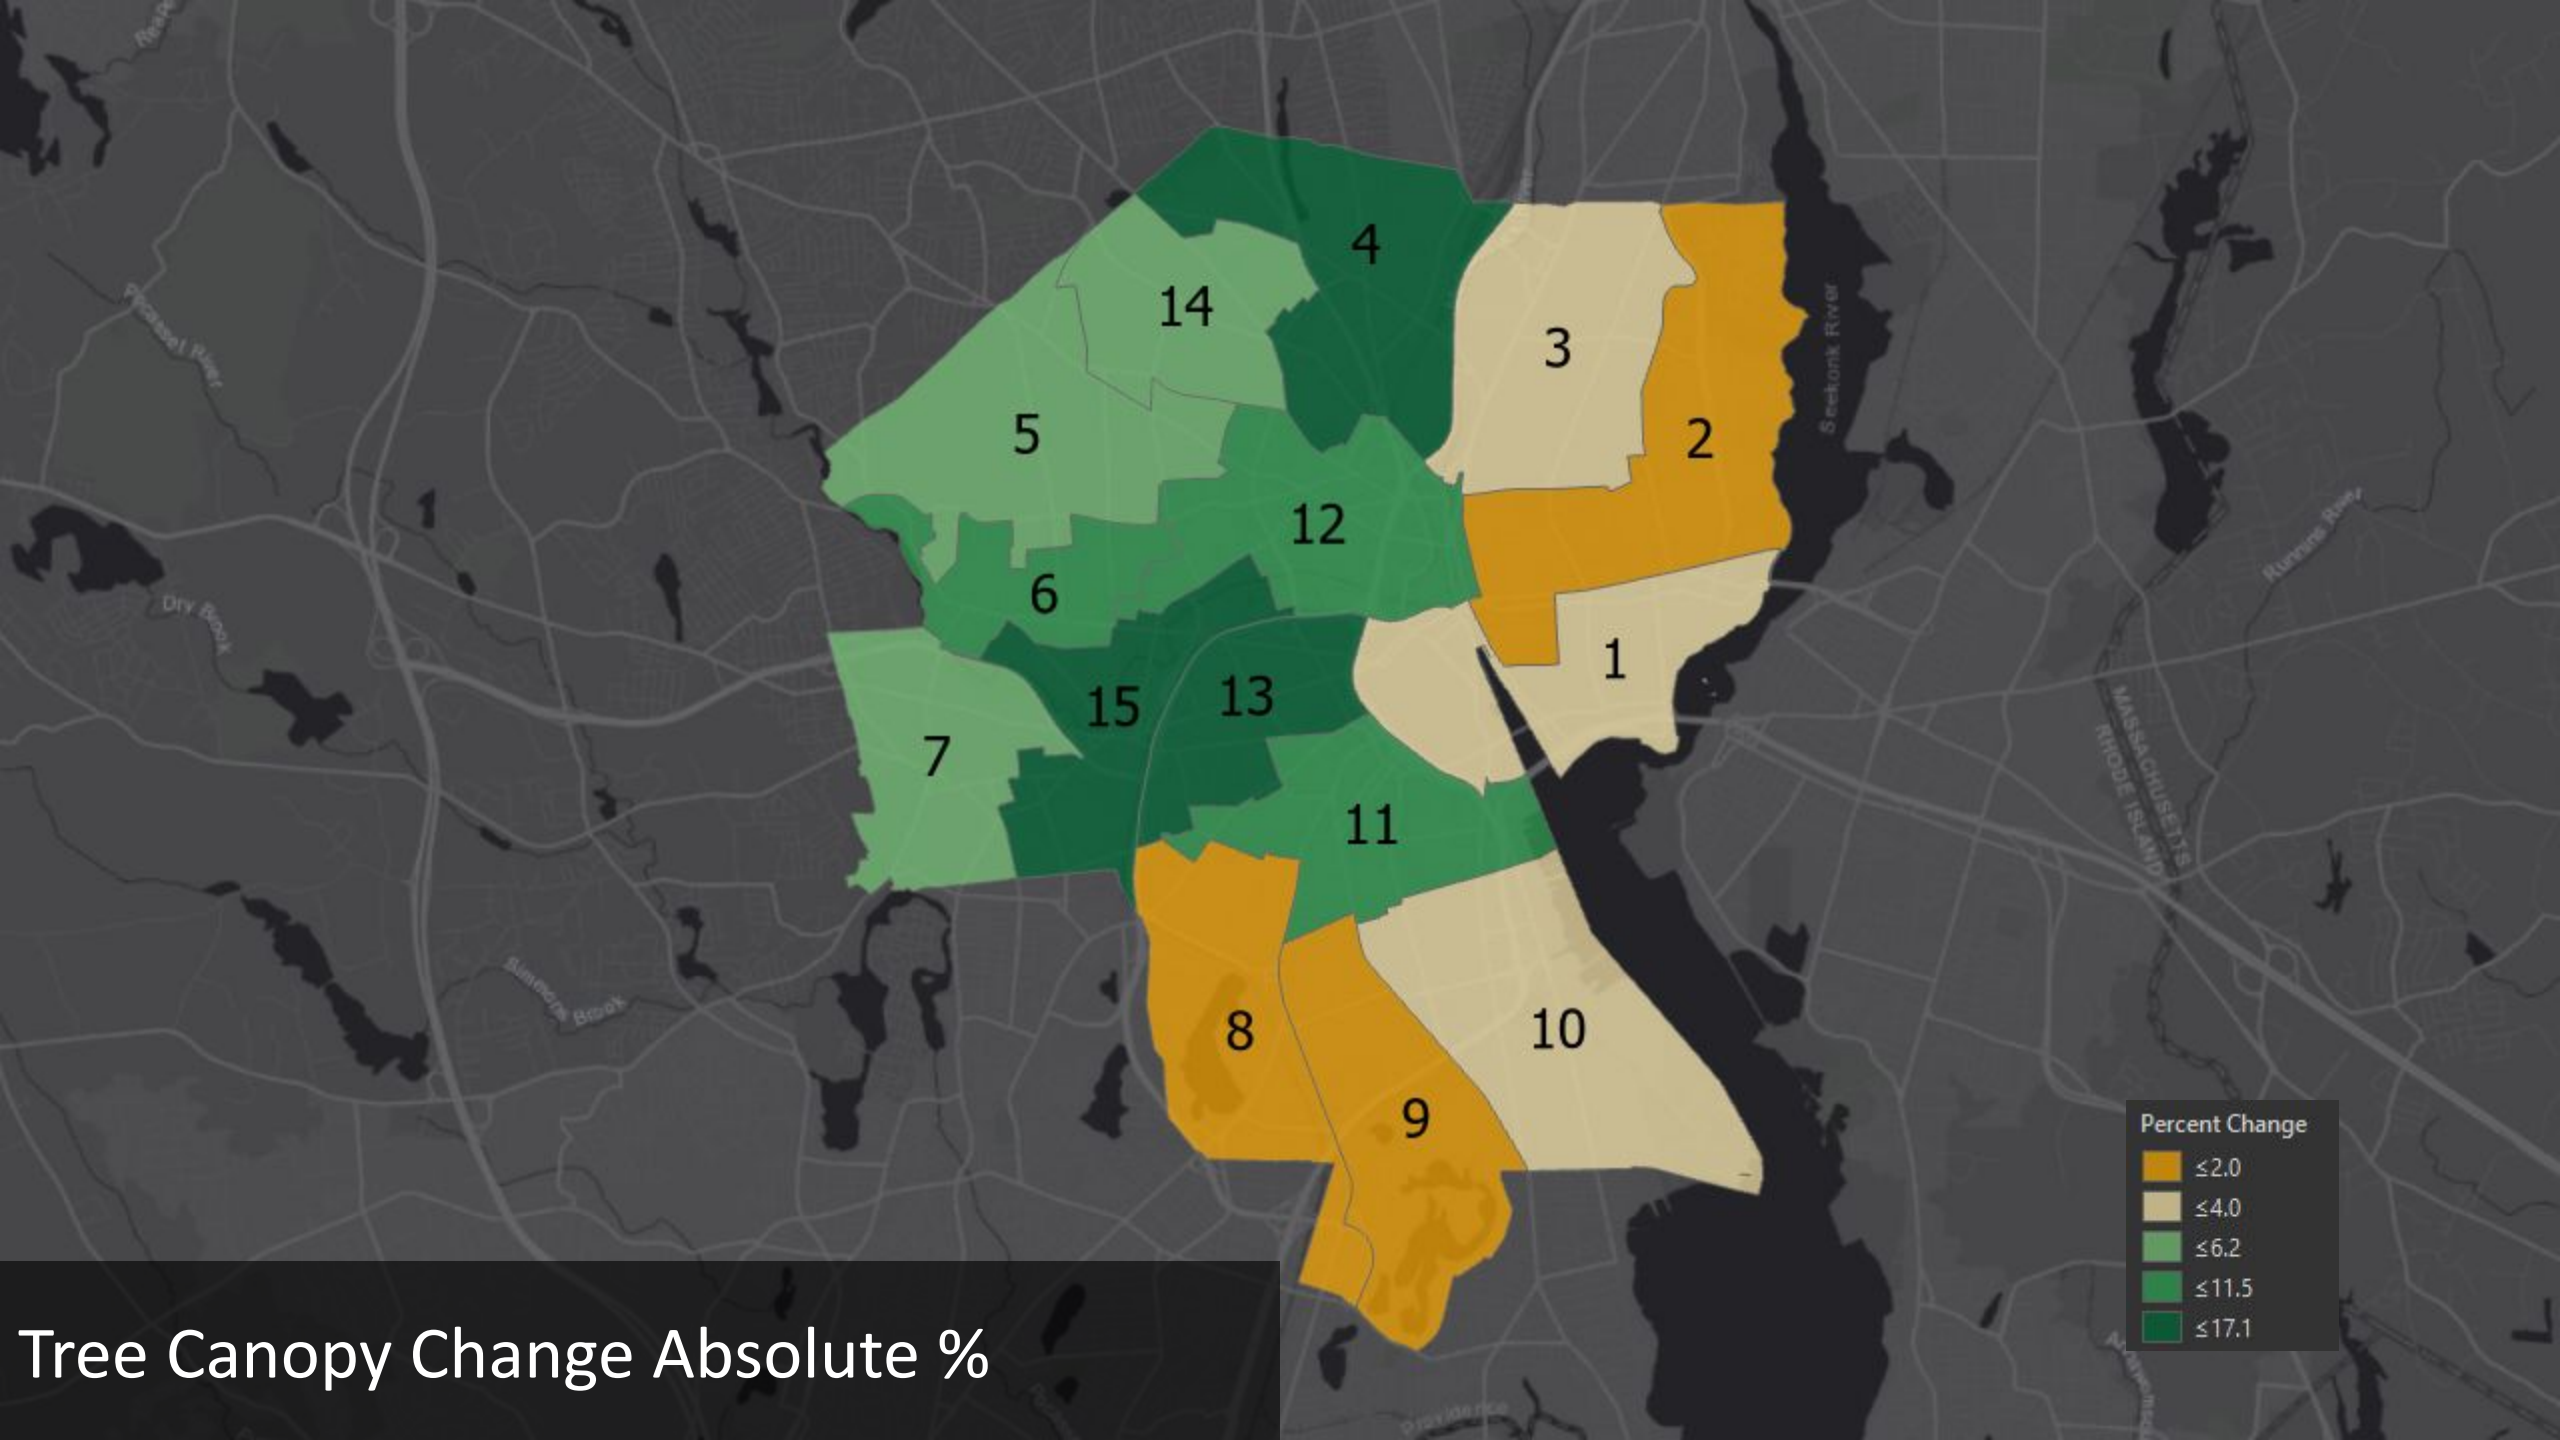 4
14
3
5
2
12
6
1
15
13
7
11
8
10
9
Seekonk River
Runnins River
Dry Brook
Simmons Brook
MASSACHUSETTS
RHODE ISLAND
Providence
Percent Change
≤2.0
≤4.0
≤6.2
≤11.5
≤17.1
Tree Canopy Change Absolute %